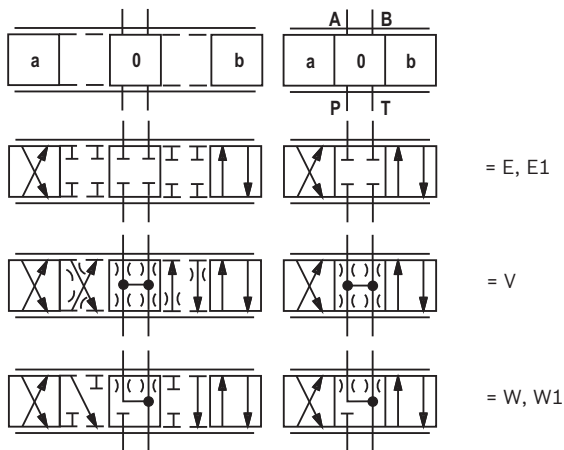 A B
a 0 b a 0 b
P T
= E, E1
= V
= W, W1